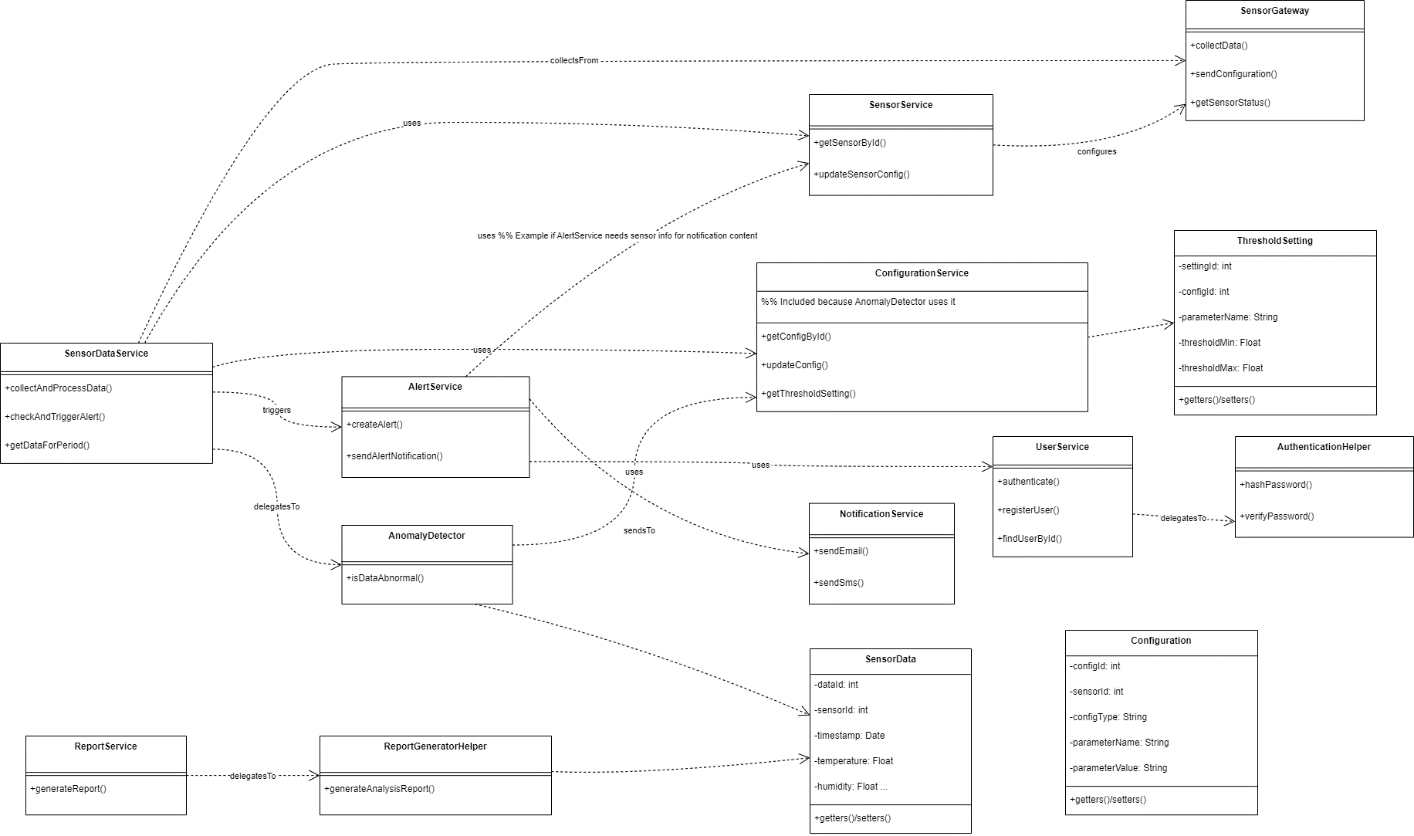 SensorGateway
+collectData()
+sendConfiguration()
+getSensorStatus()
collectsFrom
SensorService
+getSensorById()
+updateSensorConfig()
uses
configures
uses %% Example if AlertService needs sensor info for notification content
ThresholdSetting
-settingId: int
-configId: int
-parameterName: String
-thresholdMin: Float
-thresholdMax: Float
+getters()/setters()
ConfigurationService
%% Included because AnomalyDetector uses it
+getConfigById()
+updateConfig()
+getThresholdSetting()
SensorDataService
+collectAndProcessData()
+checkAndTriggerAlert()
+getDataForPeriod()
uses
triggers
delegatesTo
AlertService
+createAlert()
+sendAlertNotification()
uses
uses
sendsTo
UserService
+authenticate()
+registerUser()
+findUserById()
delegatesTo
AuthenticationHelper
+hashPassword()
+verifyPassword()
AnomalyDetector
+isDataAbnormal()
NotificationService
+sendEmail()
+sendSms()
SensorData
-dataId: int
-sensorId: int
-timestamp: Date
-temperature: Float
-humidity: Float ...
+getters()/setters()
Configuration
-configId: int
-sensorId: int
-configType: String
-parameterName: String
-parameterValue: String
+getters()/setters()
ReportService
+generateReport()
delegatesTo
ReportGeneratorHelper
+generateAnalysisReport()